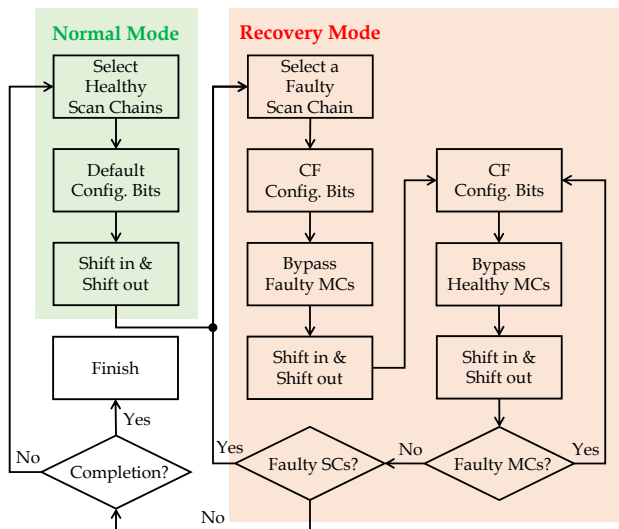 Normal Mode
Select
Healthy
Scan Chains
Default
Config. Bits
Shift in &
Shift out
Finish
Yes
No
Completion?
Recovery Mode
Select a
Faulty
Scan Chain
CF
Config. Bits
Bypass
Faulty MCs
Shift in &
Shift out
CF
Config. Bits
Bypass
Healthy MCs
Shift in &
Shift out
Yes
Faulty SCs?
No
Faulty MCs?
Yes
No